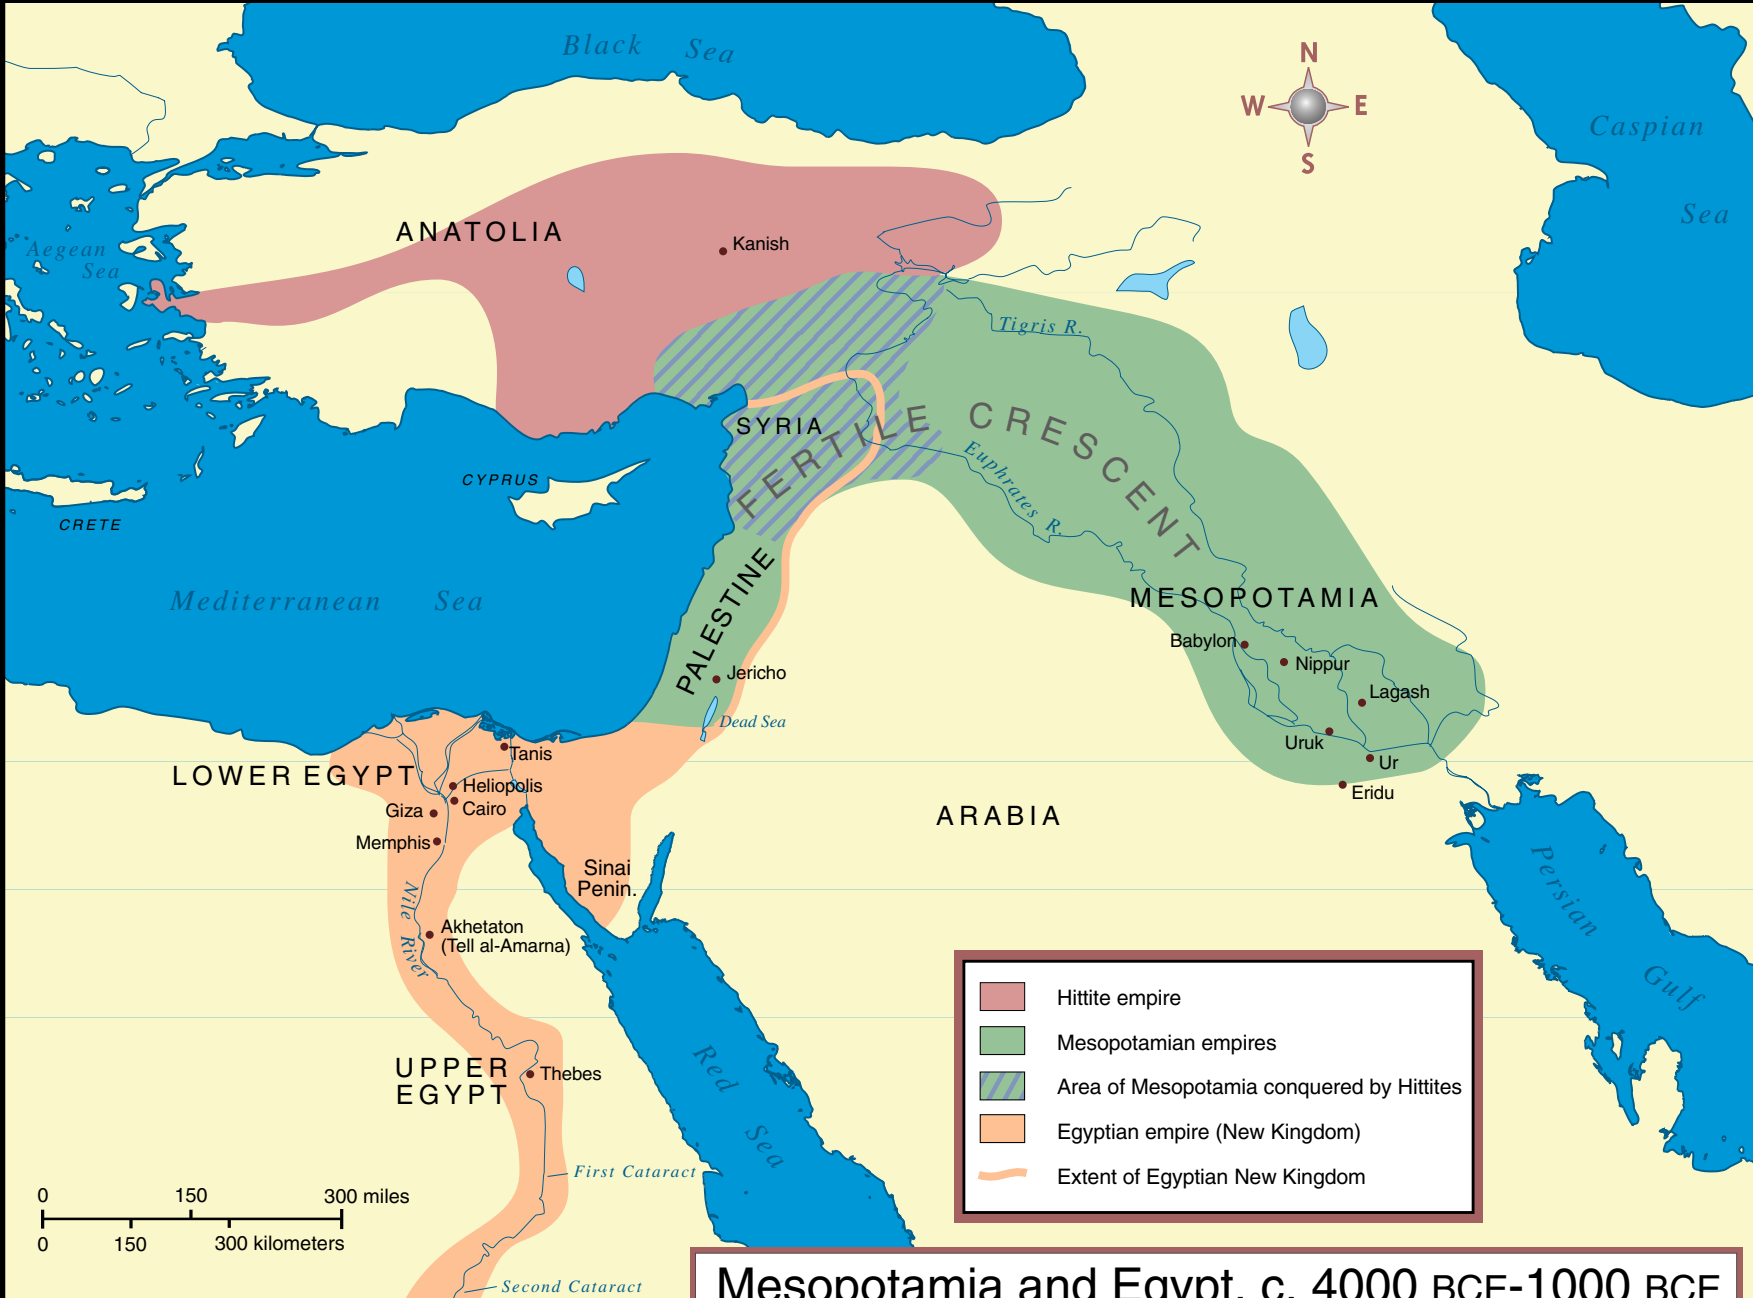 Black Sea
N
W E
S
Caspian
Sea
ANATOLIA
Kanish
Aegean
Sea
Tigris R.
SYRIA
FERTILE CRESCENT
Euphrates R.
CYPRUS
CRETE
PALESTINE
Mediterranean Sea
MESOPOTAMIA
Babylon
Nippur
Jericho
Lagash
Dead Sea
Uruk
Ur
Tanis
LOWER EGYPT
Heliopolis
Eridu
Cairo
Giza
ARABIA
Memphis
Sinai
Penin.
Persian
Gulf
Nile River
Akhetaton
(Tell al-Amarna)
Hittite empire
Mesopotamian empires
Area of Mesopotamia conquered by Hittites
Egyptian empire (New Kingdom)
Extent of Egyptian New Kingdom
Red
Sea
UPPER
EGYPT
Thebes
First Cataract
0 150 300 miles
0 150 300 kilometers
Second Cataract
Mesopotamia and Egypt, c. 4000 BCE-1000 BCE